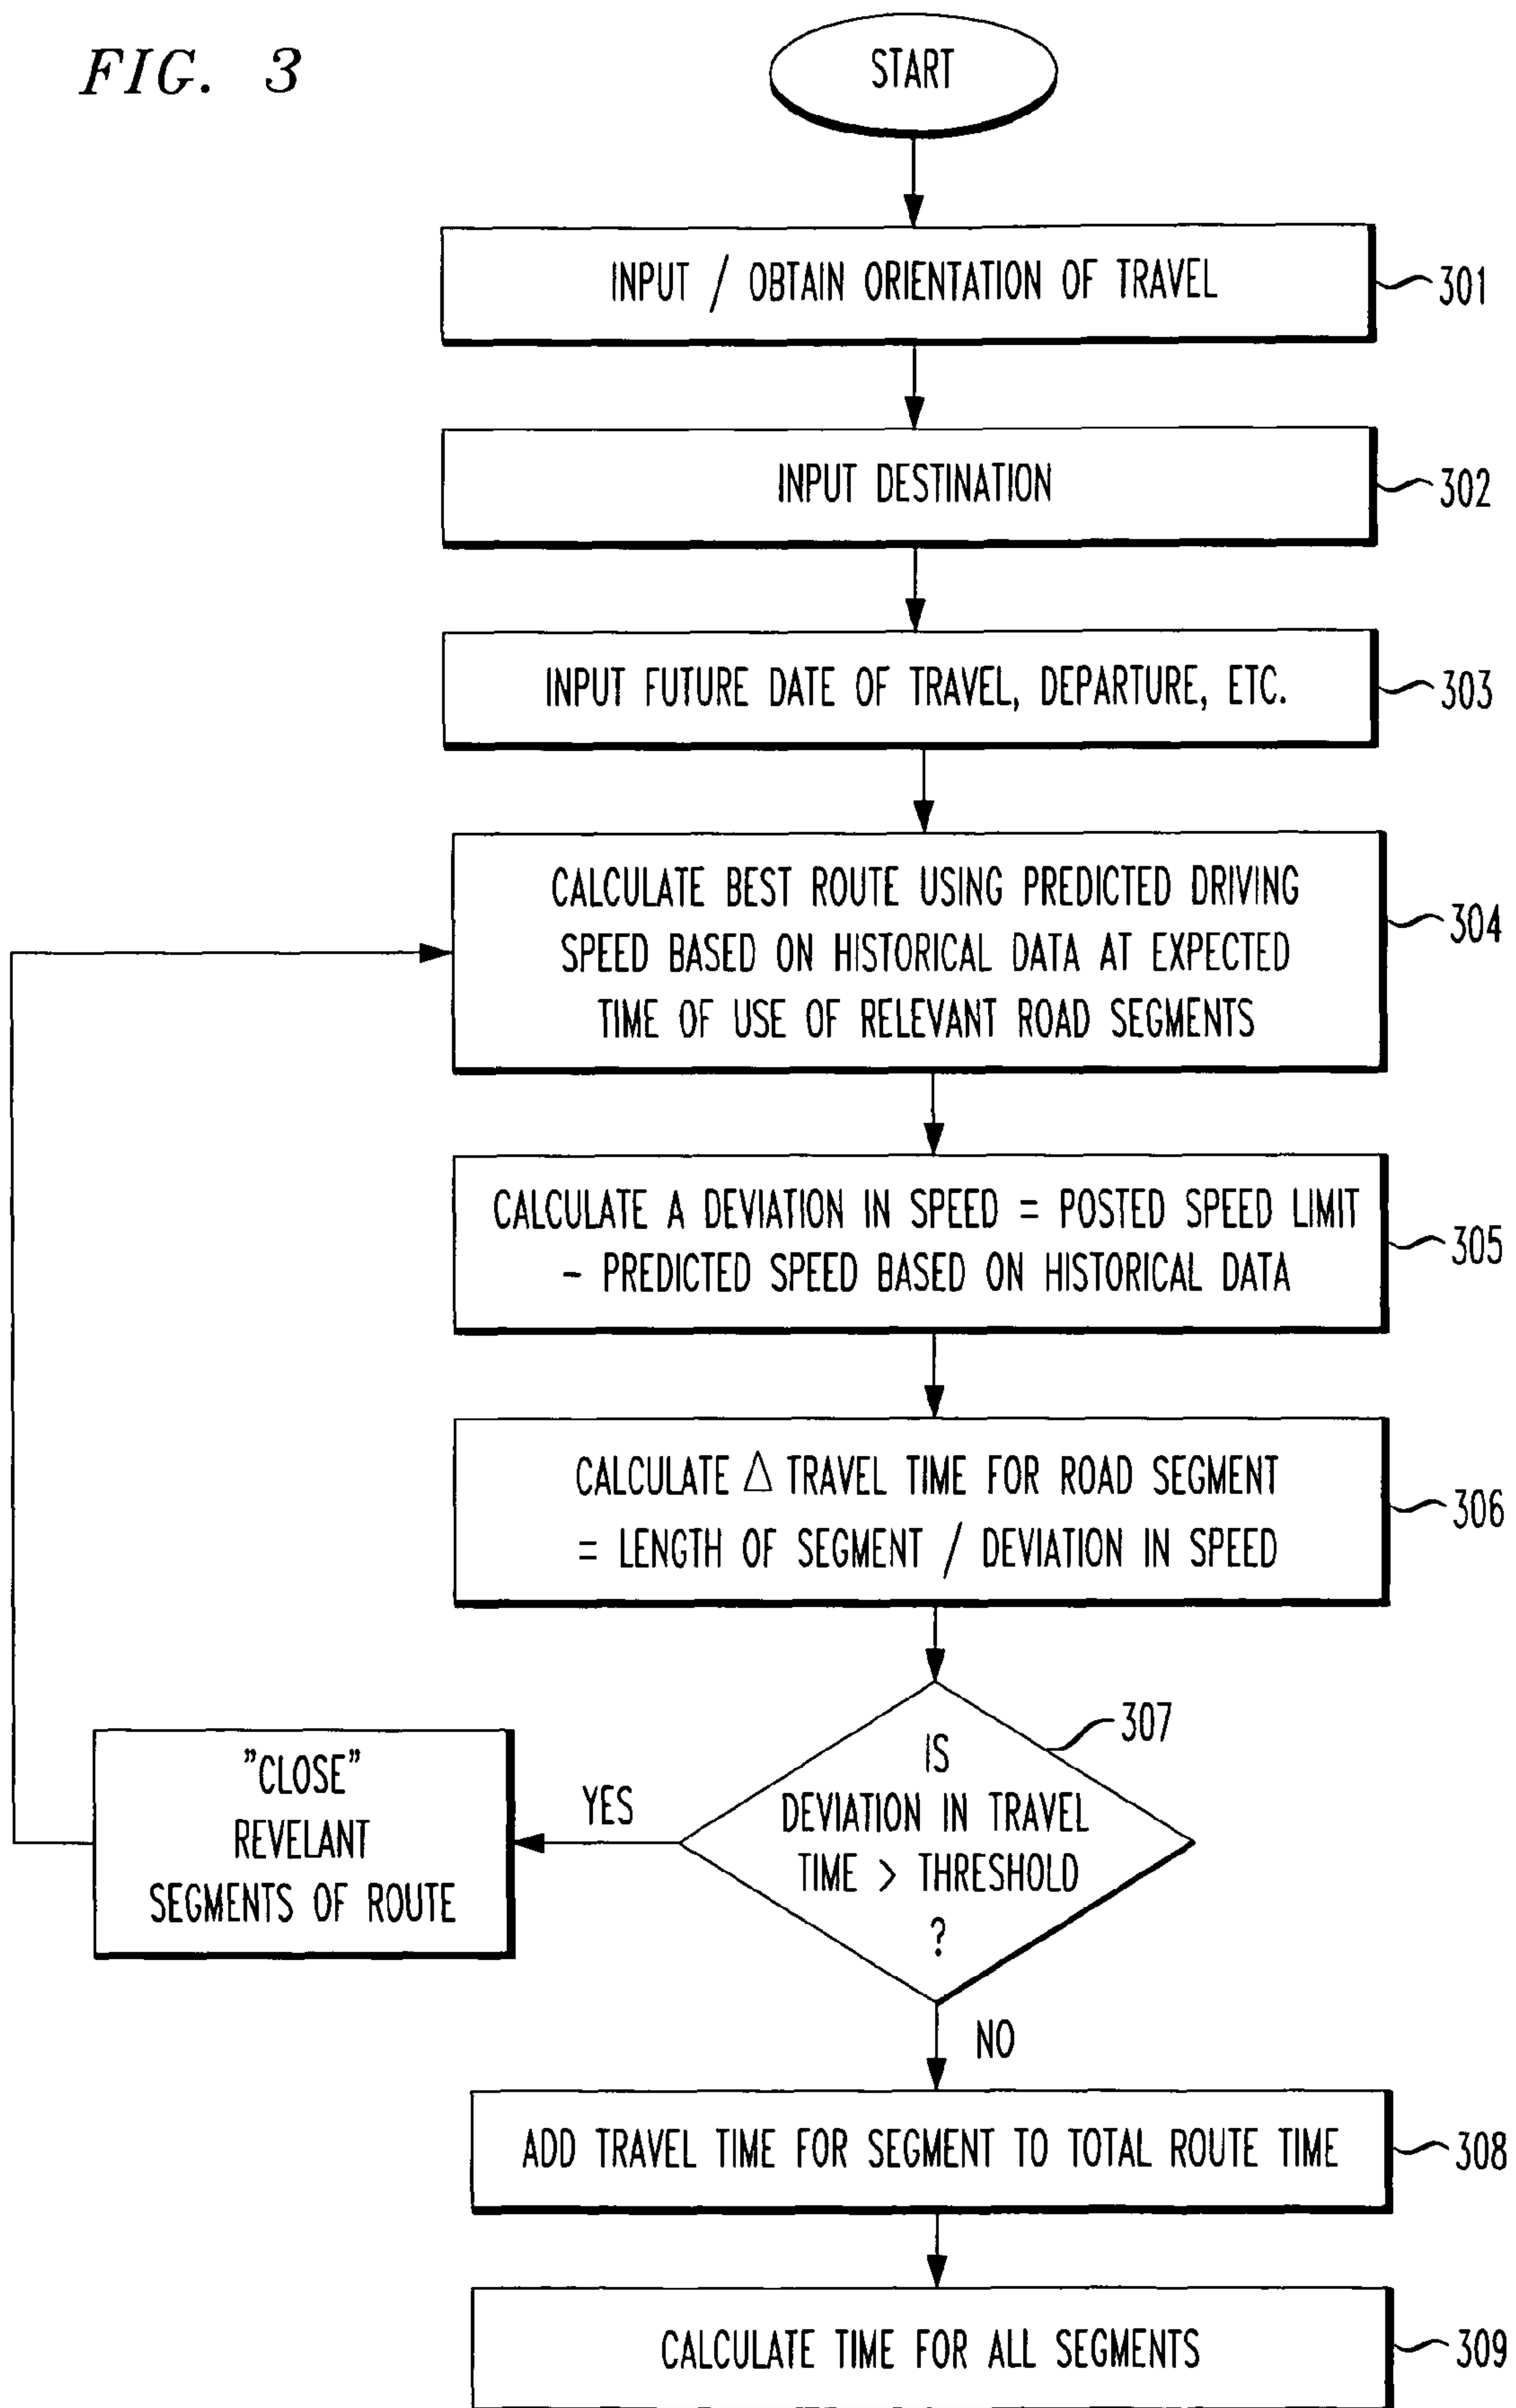 FIG. 3
START
INPUT / OBTAIN ORIENTATION OF TRAVEL
301
INPUT DESTINATION
302
INPUT FUTURE DATE OF TRAVEL, DEPARTURE, ETC.
303
CALCULATE BEST ROUTE USING PREDICTED DRIVING
SPEED BASED ON HISTORICAL DATA AT EXPECTED
TIME OF USE OF RELEVANT ROAD SEGMENTS
304
CALCULATE A DEVIATION IN SPEED = POSTED SPEED LIMIT
- PREDICTED SPEED BASED ON HISTORICAL DATA
305
CALCULATE Δ TRAVEL TIME FOR ROAD SEGMENT
= LENGTH OF SEGMENT / DEVIATION IN SPEED
306
IS
DEVIATION IN TRAVEL
TIME > THRESHOLD
?
307
YES
"CLOSE"
REVELANT
SEGMENTS OF ROUTE
NO
ADD TRAVEL TIME FOR SEGMENT TO TOTAL ROUTE TIME
308
CALCULATE TIME FOR ALL SEGMENTS
309